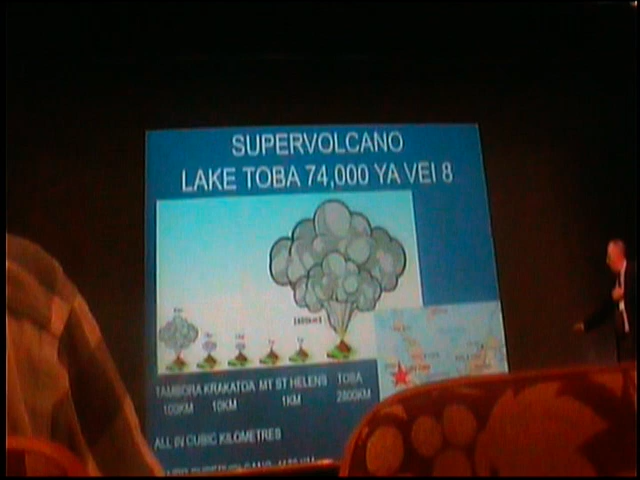 SUPERVOLCANO
LAKE TOBA 74,000 YA VEI 8
TAMBORA KRAKATOA MT ST HELENS TOBA
100KM 10KM 1KM 2800KM
ALL IN CUBIC KILOMETRES